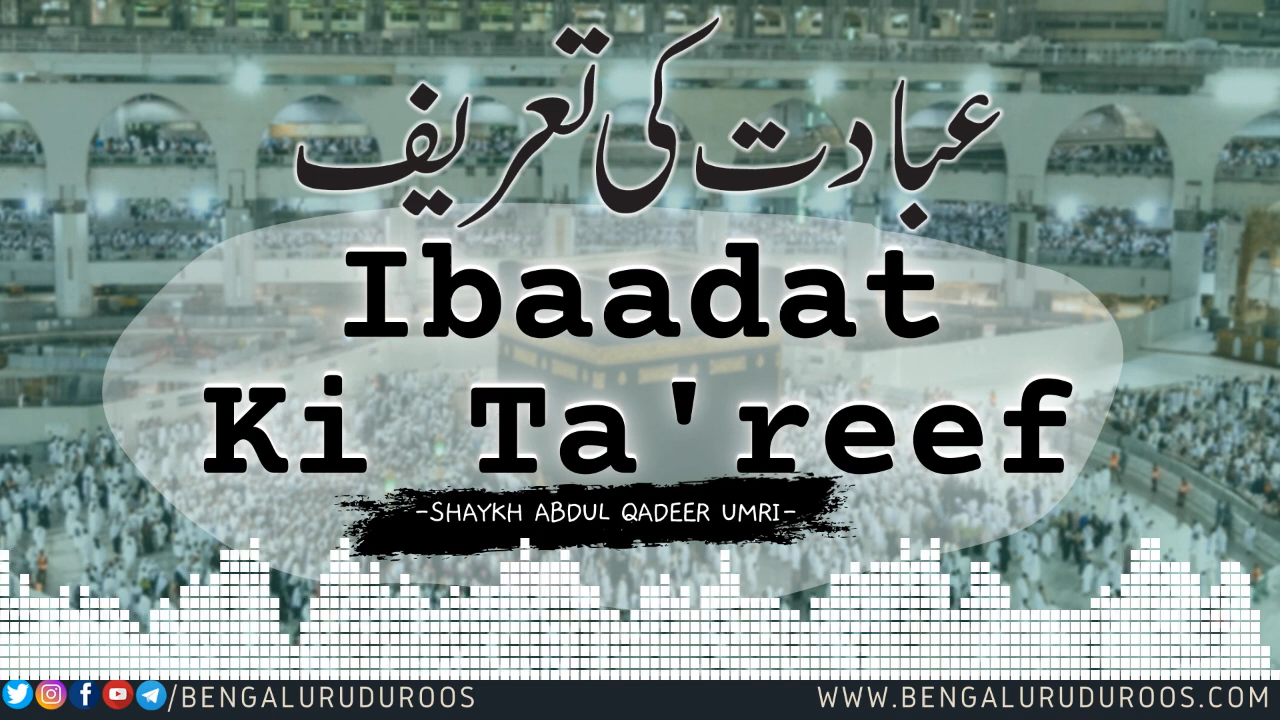 عبادت کی تعریف
Ibaadat
Ki Ta'reef
-SHAYKH ABDUL QADEER UMRI-
/BENGALURUDUROOS
WWW.BENGALURUDUROOS.COM